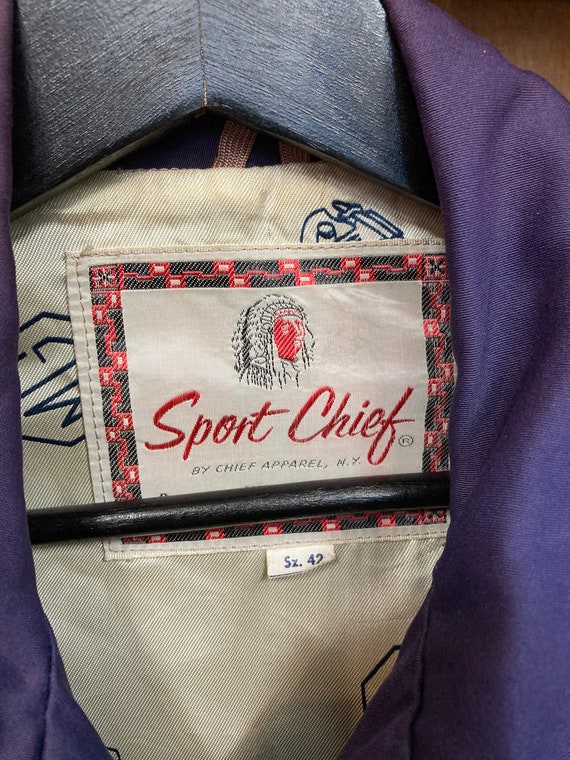 Sport Chief ®
BY CHIEF APPAREL, N.Y.
Sz. 42